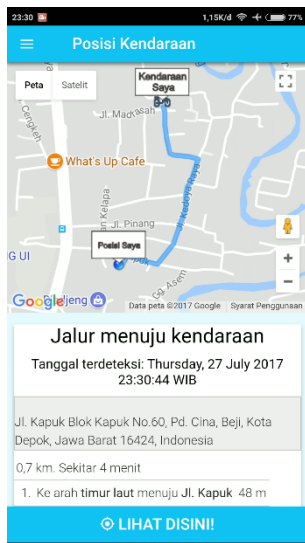 23:30 1,15K/d 77%
Posisi Kendaraan
Peta Satelit
Kendaraan
Saya
Jl. Madrasah
What's Up Cafe
Jl. Kedoya Raya
Jl. Pinang
Posisi Saya
G UI
Gg. Asem
Google
Data peta ©2017 Google Syarat Penggunaan
Jalur menuju kendaraan
Tanggal terdeteksi: Thursday, 27 July 2017
23:30:44 WIB
Jl. Kapuk Blok Kapuk No.60, Pd. Cina, Beji, Kota
Depok, Jawa Barat 16424, Indonesia
0,7 km. Sekitar 4 menit
1. Ke arah timur laut menuju Jl. Kapuk 48 m
LIHAT DISINI!